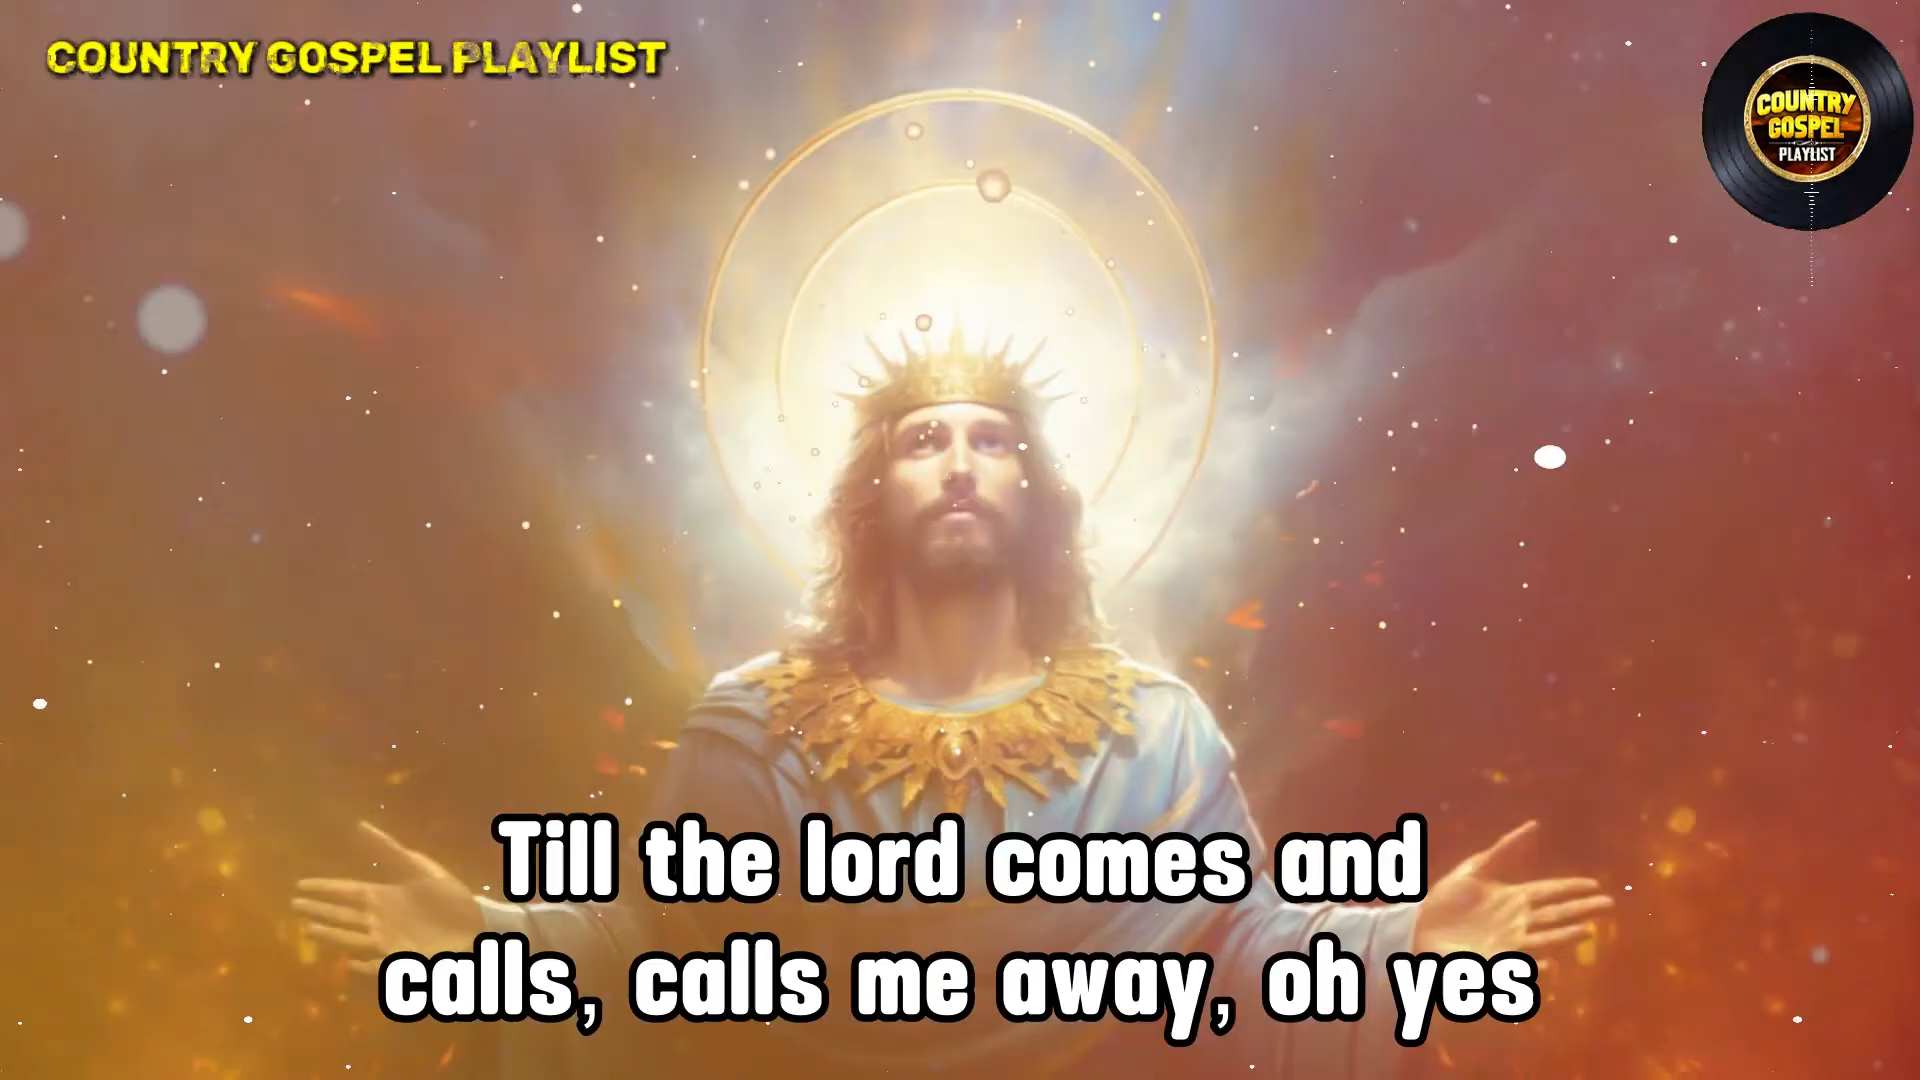 COUNTRY GOSPEL PLAYLIST
COUNTRY
GOSPEL
PLAYLIST
Till the lord comes and
calls, calls me away, oh yes